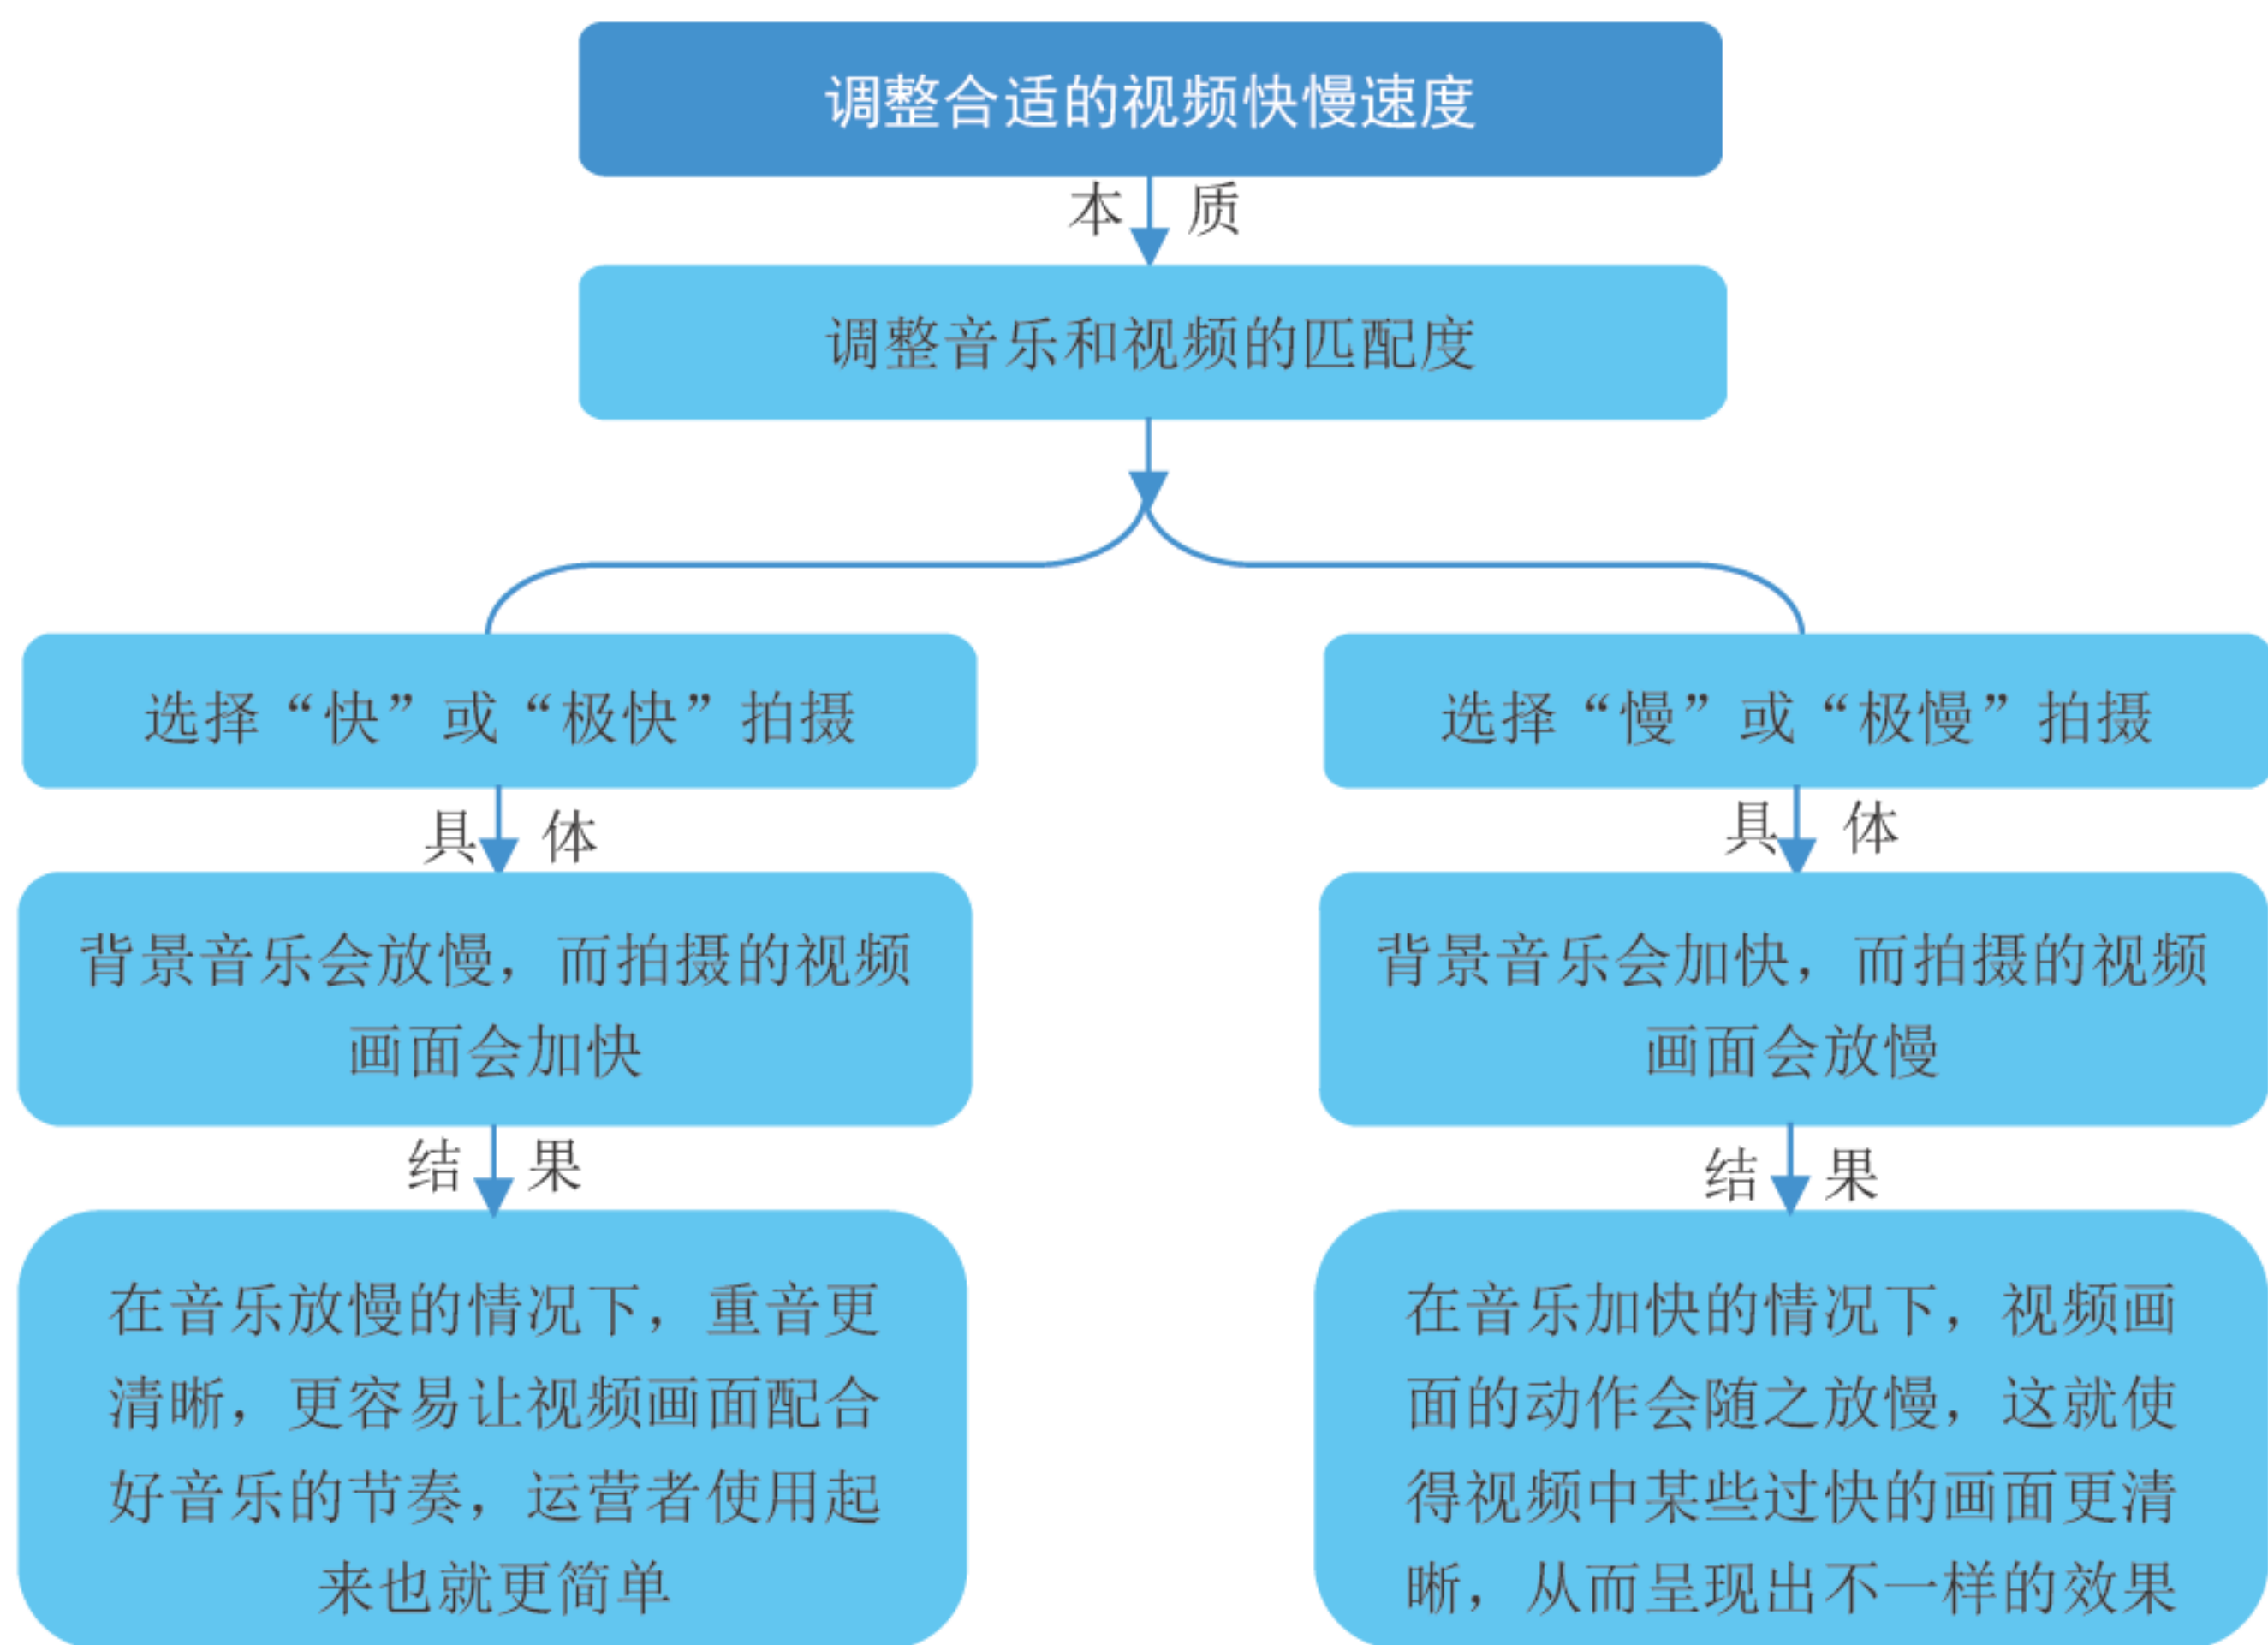 调整合适的视频快慢速度
本质
调整音乐和视频的匹配度
选择“快”或“极快”拍摄
具体
背景音乐会放慢，而拍摄的视频
画面会加快
结果
在音乐放慢的情况下，重音更
清晰，更容易让视频画面配合
好音乐的节奏，运营者使用起
来也就更简单
选择“慢”或“极慢”拍摄
具体
背景音乐会加快，而拍摄的视频
画面会放慢
结果
在音乐加快的情况下，视频画
面的动作会随之放慢，这就使
得视频中某些过快的画面更清
晰，从而呈现出不一样的效果